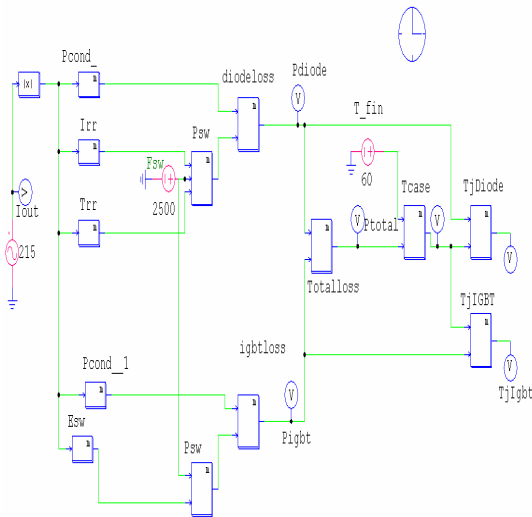 Pcond_
diodeloss
Pdiode
|x|
n
n
T_fin
Irr
Psw
n
n
Fsw
2500
60
Tcase
TjDiode
Iout
Trr
n
n
n
n
V
V
V
V
Ptotal
215
Totalloss
TjIGBT
n
V
igbtloss
Pcond__1
n
n
V
V
TjIgbt
Esw
n
Psw
n
Pigbt